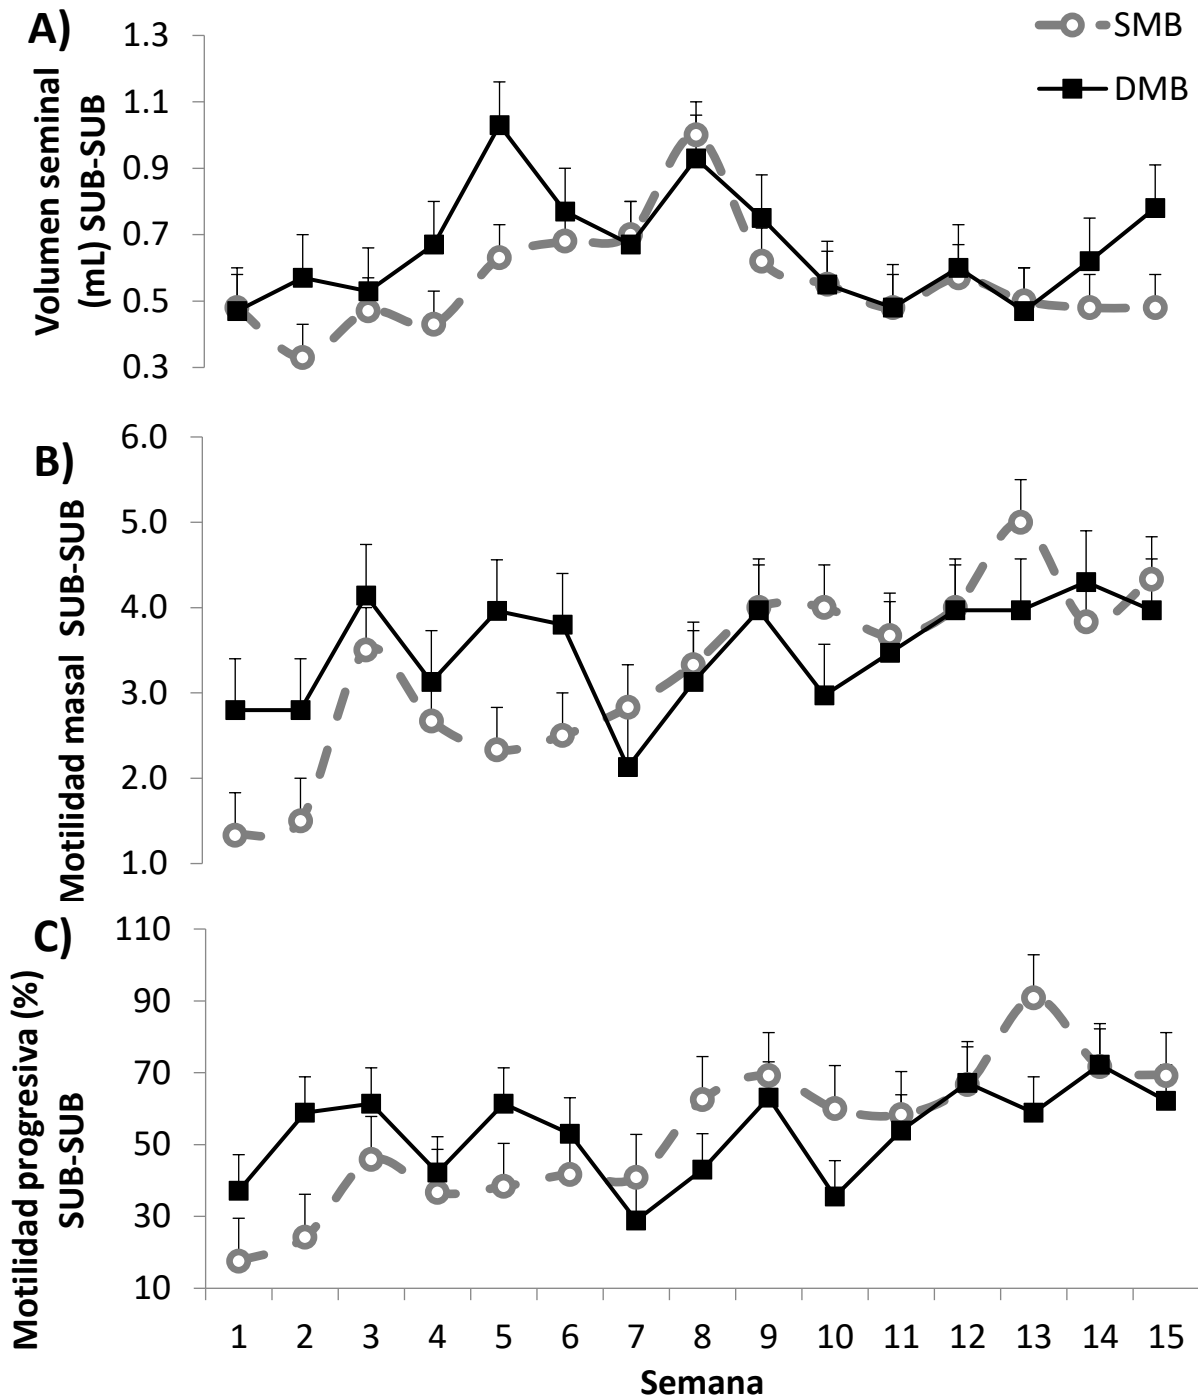 A)
SMB
DMB
Volumen seminal
(mL) SUB-SUB
1.3
1.1
0.9
0.7
0.5
0.3
B)
Motilidad masal SUB-SUB
6.0
5.0
4.0
3.0
2.0
1.0
C)
Motilidad progresiva (%)
SUB-SUB
110
90
70
50
30
10
1 2 3 4 5 6 7 8 9 10 11 12 13 14 15
Semana